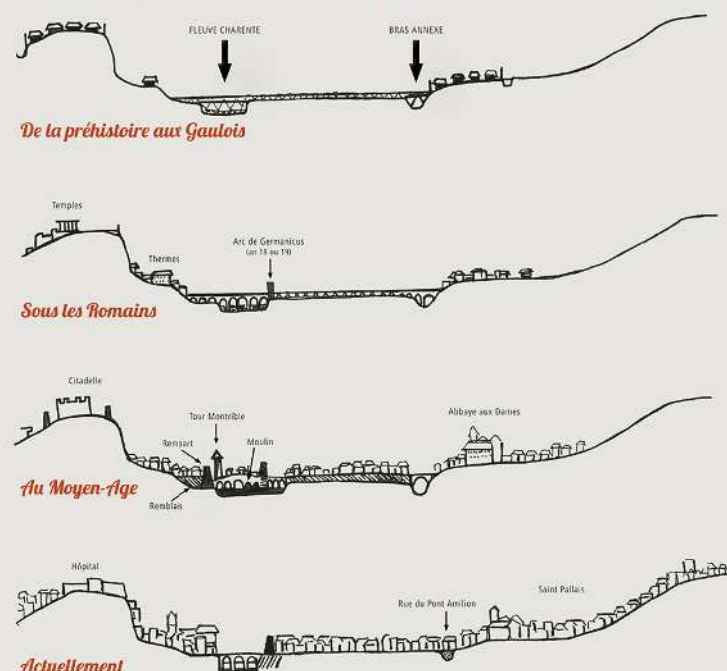 FLEUVE CHARENTE
BRAS ANNEXE
De la préhistoire aux Gaulois
Temples
Thermes
Arc de Germanicus
(an 18 ou 19)
Sous les Romains
Citadelle
Tour Montrible
Rempart
Moulin
Abbaye aux Dames
Au Moyen-Age
Remblais
Hôpital
Rue du Pont Amilion
Saint Pallais
Actuellement